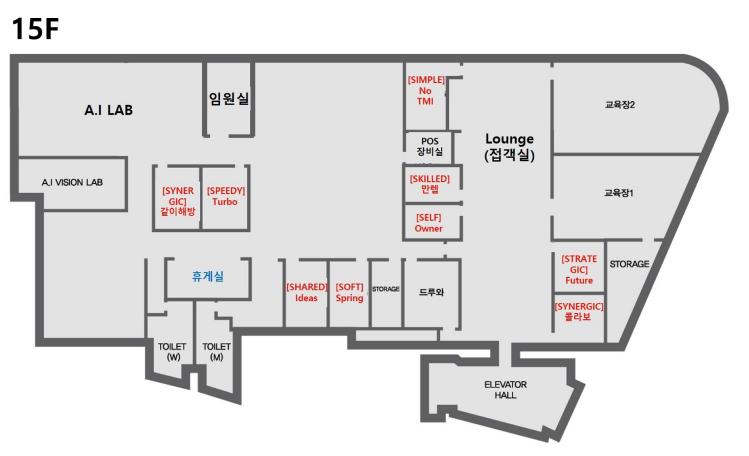 15F
A.I LAB
임원실
[SIMPLE]
No
TMI
POS
장비실
Lounge
(접객실)
교육장2
A.I VISION LAB
[SYNER
GIC]
같이해방
[SPEEDY]
Turbo
[SKILLED]
만렙
[SELF]
Owner
교육장1
휴게실
[SHARED]
Ideas
[SOFT]
Spring
STORAGE
드루와
[STRATE
GIC]
Future
STORAGE
[SYNERGIC]
콜라보
TOILET
(W)
TOILET
(M)
ELEVATOR
HALL